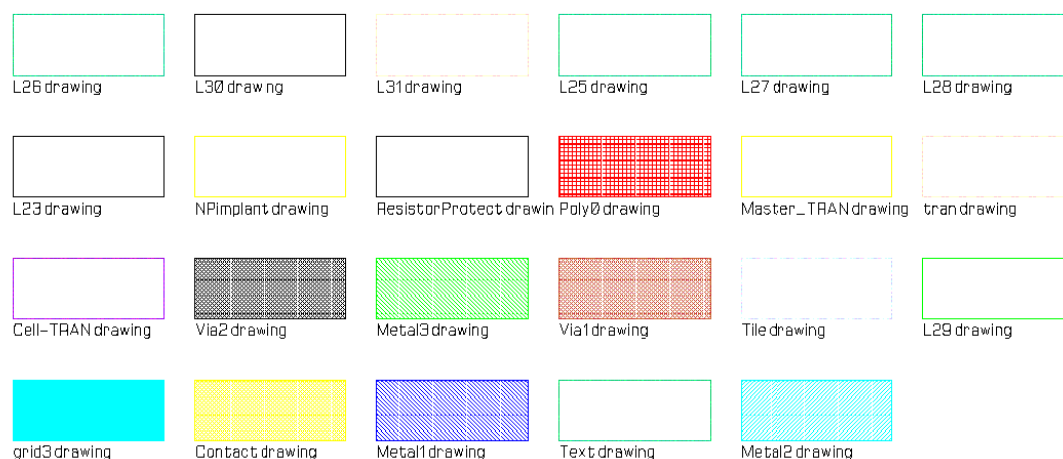 L26 drawing L30 drawing L31 drawing L25 drawing L27 drawing L28 drawing
L23 drawing NPimplant drawing ResistorProtect drawin Poly0 drawing Master_TRAN drawing tran drawing
Cell-TRAN drawing Via2 drawing Metal3 drawing Via1 drawing Tile drawing L29 drawing
grid3 drawing Contact drawing Metal1 drawing Text drawing Metal2 drawing